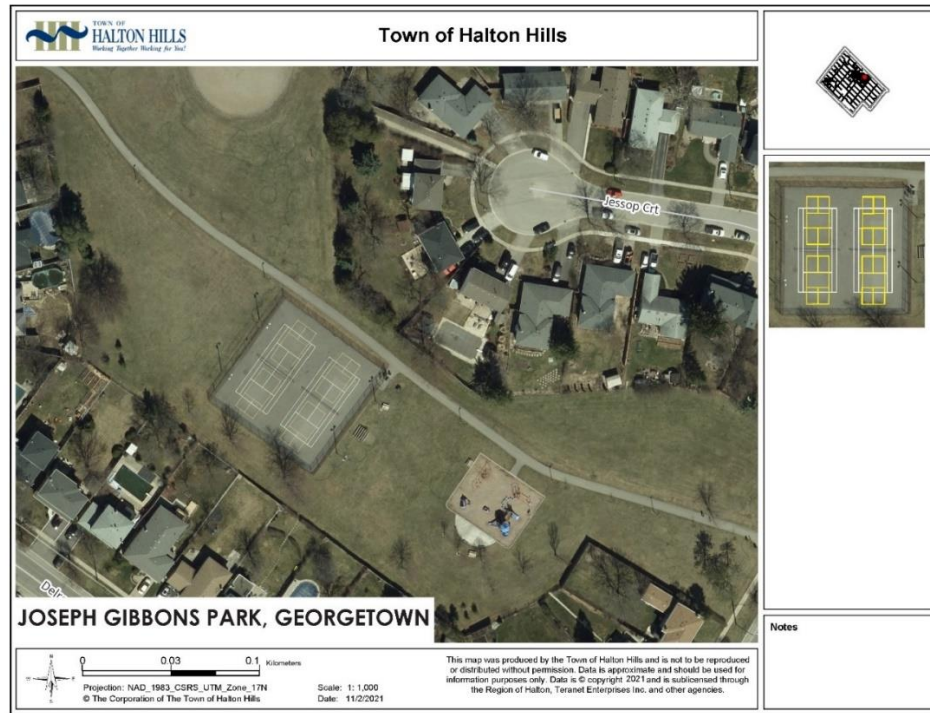 TOWN OF
HALTON HILLS
Working Together Working for You!
Town of Halton Hills
Jessop Crt
JOSEPH GIBBONS PARK, GEORGETOWN
Notes
0 0.03 0.1 Kilometers
Projection: NAD_1983_CSRS_UTM_Zone_17N
© The Corporation of The Town of Halton Hills
Scale: 1: 1,000
Date: 11/2/2021
This map was produced by the Town of Halton Hills and is not to be reproduced
or distributed without permission. Data is approximate and should be used for
information purposes only. Data is © copyright 2021 and is sublicensed through
the Region of Halton, Teranet Enterprises Inc. and other agencies.